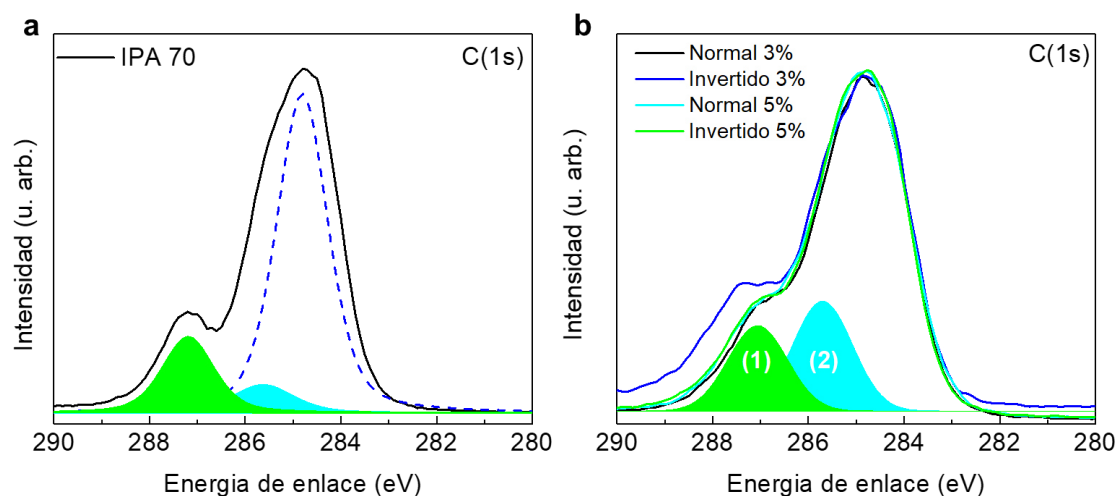 a
IPA 70
C(1s)
Intensidad (u. arb.)
290 288 286 284 282 280
Energia de enlace (eV)
b
Normal 3%
Invertido 3%
Normal 5%
Invertido 5%
C(1s)
(1)
(2)
Intensidad (u. arb.)
290 288 286 284 282 280
Energia de enlace (eV)